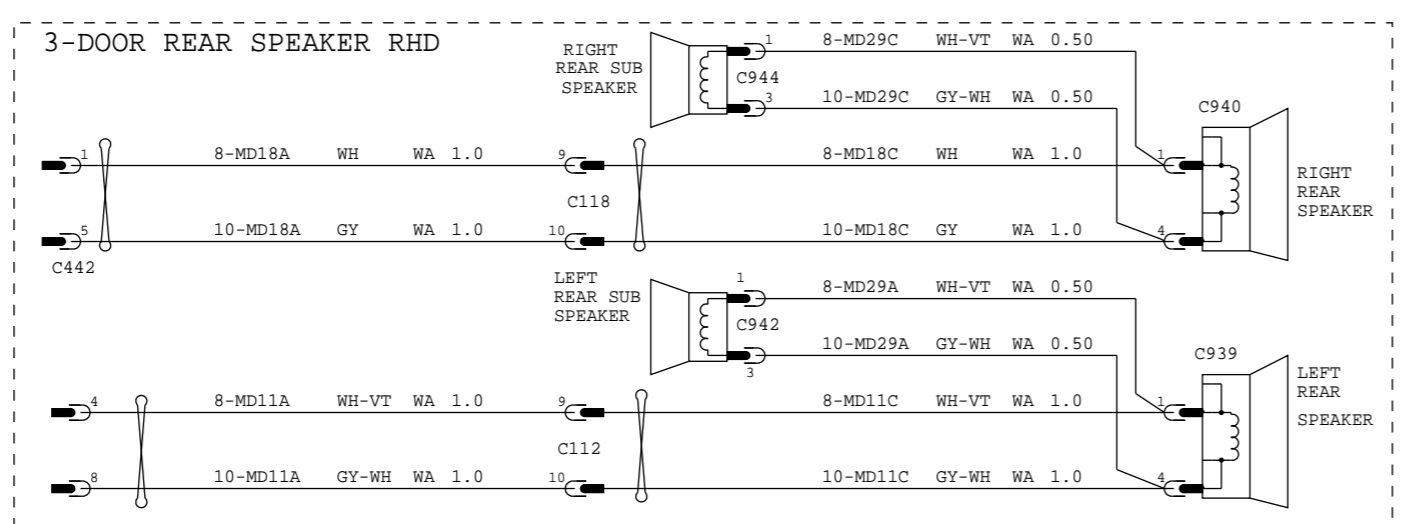 3-DOOR REAR SPEAKER RHD
RIGHT
REAR SUB
SPEAKER
1 8-MD29C WH-VT WA 0.50
C944
3 10-MD29C GY-WH WA 0.50
C940
1 8-MD18A WH WA 1.0 9 8-MD18C WH WA 1.0 1
RIGHT
REAR
SPEAKER
C118
5 10-MD18A GY WA 1.0 10 10-MD18C GY WA 1.0 4
C442
LEFT
REAR SUB
SPEAKER
1 8-MD29A WH-VT WA 0.50
C942
10-MD29A GY-WH WA 0.50
3
C939
LEFT
REAR
SPEAKER
4 8-MD11A WH-VT WA 1.0 9 8-MD11C WH-VT WA 1.0 1
C112
8 10-MD11A GY-WH WA 1.0 10 10-MD11C GY-WH WA 1.0 4